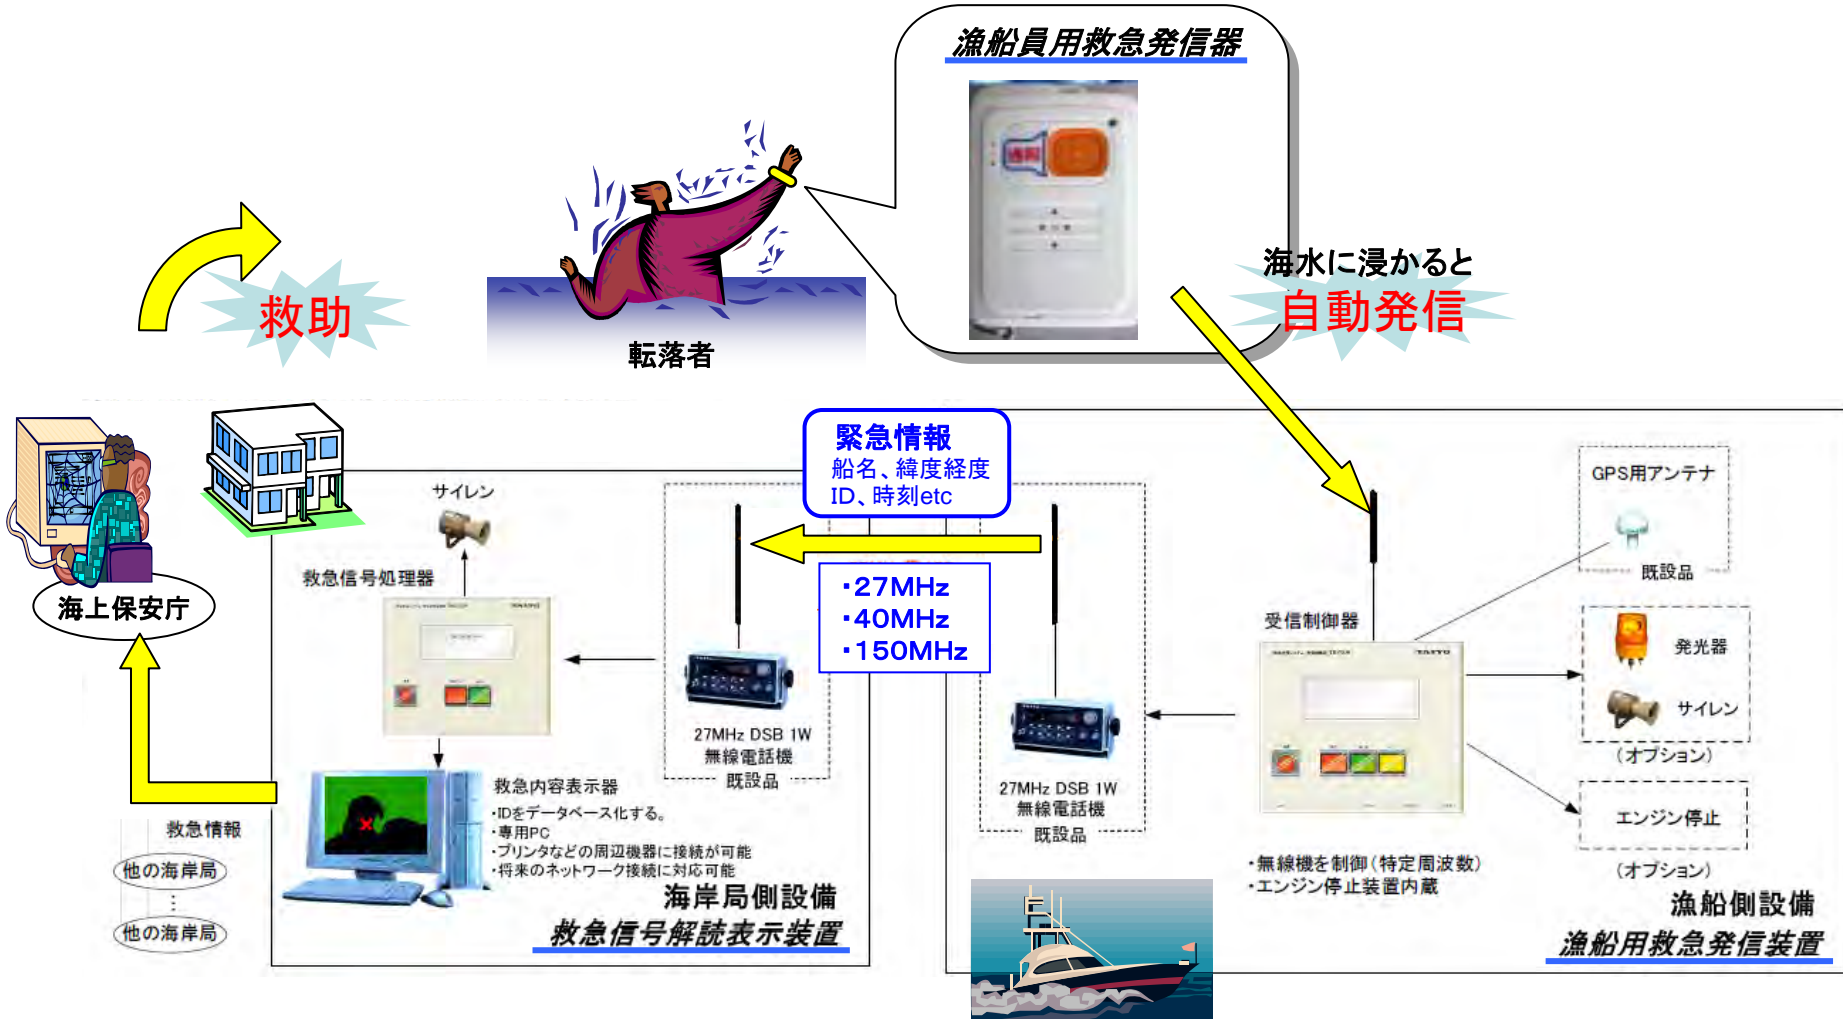 漁船員用救急発信器
通報
海水に浸かると
自動発信
救助
転落者
緊急情報
船名、緯度経度
ID、時刻etc
・27MHz
・40MHz
・150MHz
海上保安庁
救急情報
他の海岸局
⋮
他の海岸局
サイレン
救急信号処理器
27MHz DSB 1W
無線電話機
既設品
救急内容表示器
・IDをデータベース化する。
・専用PC
・プリンタなどの周辺機器に接続が可能
・将来のネットワーク接続に対応可能
海岸局側設備
救急信号解読表示装置
27MHz DSB 1W
無線電話機
既設品
受信制御器
TAIYO
GPS用アンテナ
既設品
発光器
サイレン
(オプション)
エンジン停止
(オプション)
・無線機を制御(特定周波数)
・エンジン停止装置内蔵
漁船側設備
漁船用救急発信装置